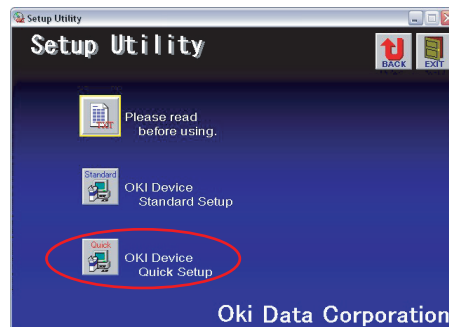 Setup Utility
Setup Utility
BACK
EXIT
TXT
Please read
before using.
Standard
OKI Device
Standard Setup
Quick
OKI Device
Quick Setup
Oki Data Corporation